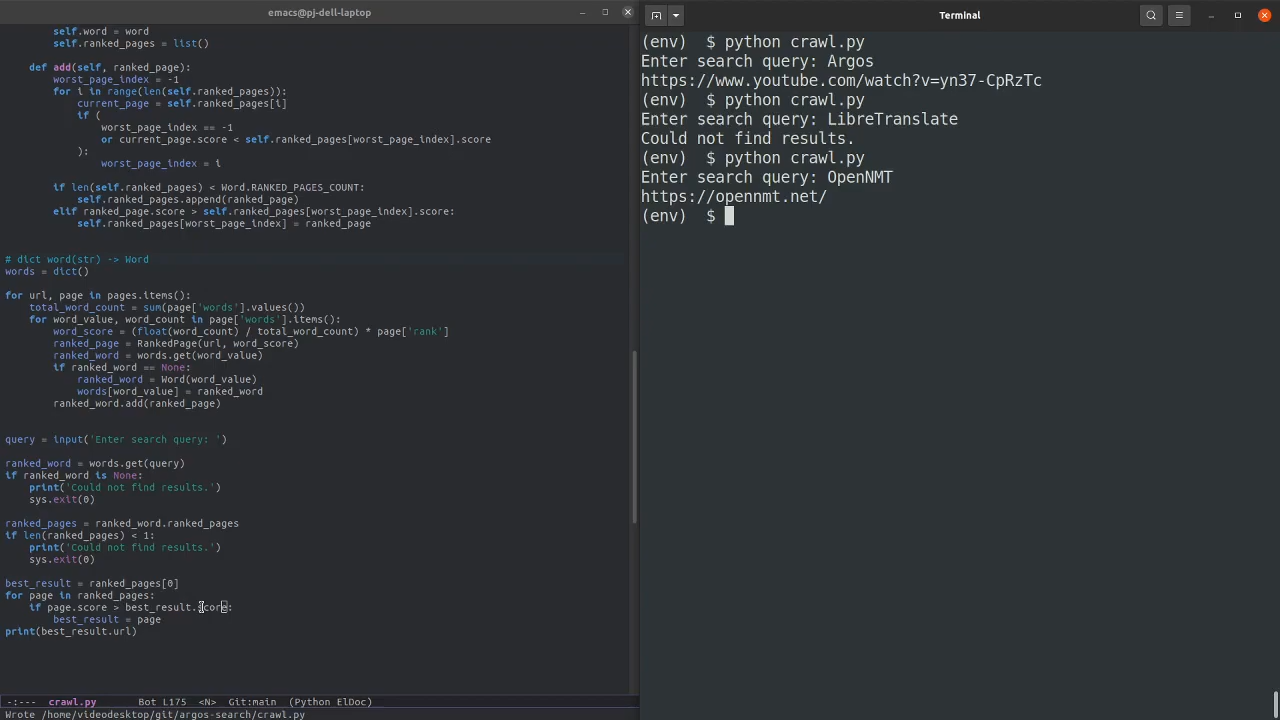 emacs@pj-dell-laptop
self.word = word
self.ranked_pages = list()
def add(self, ranked_page):
worst_page_index = -1
for i in range(len(self.ranked_pages)):
current_page = self.ranked_pages[i]
if (
worst_page_index == -1
or current_page.score < self.ranked_pages[worst_page_index].score
):
worst_page_index = i
if len(self.ranked_pages) < Word.RANKED_PAGES_COUNT:
self.ranked_pages.append(ranked_page)
elif ranked_page.score > self.ranked_pages[worst_page_index].score:
self.ranked_pages[worst_page_index] = ranked_page
# dict word(str) -> Word
words = dict()
for url, page in pages.items():
total_word_count = sum(page['words'].values())
for word_value, word_count in page['words'].items():
word_score = (float(word_count) / total_word_count) * page['rank']
ranked_page = RankedPage(url, word_score)
ranked_word = words.get(word_value)
if ranked_word == None:
ranked_word = Word(word_value)
words[word_value] = ranked_word
ranked_word.add(ranked_page)
query = input('Enter search query: ')
ranked_word = words.get(query)
if ranked_word is None:
print('Could not find results.')
sys.exit(0)
ranked_pages = ranked_word.ranked_pages
if len(ranked_pages) < 1:
print('Could not find results.')
sys.exit(0)
best_result = ranked_pages[0]
for page in ranked_pages:
if page.score > best_result.score:
best_result = page
print(best_result.url)
-:--- crawl.py Bot L175 <N> Git:main (Python ElDoc)
Wrote /home/videodesktop/git/argos-search/crawl.py
Terminal
(env) $ python crawl.py
Enter search query: Argos
https://www.youtube.com/watch?v=yn37-CpRzTc
(env) $ python crawl.py
Enter search query: LibreTranslate
Could not find results.
(env) $ python crawl.py
Enter search query: OpenNMT
https://opennmt.net/
(env) $